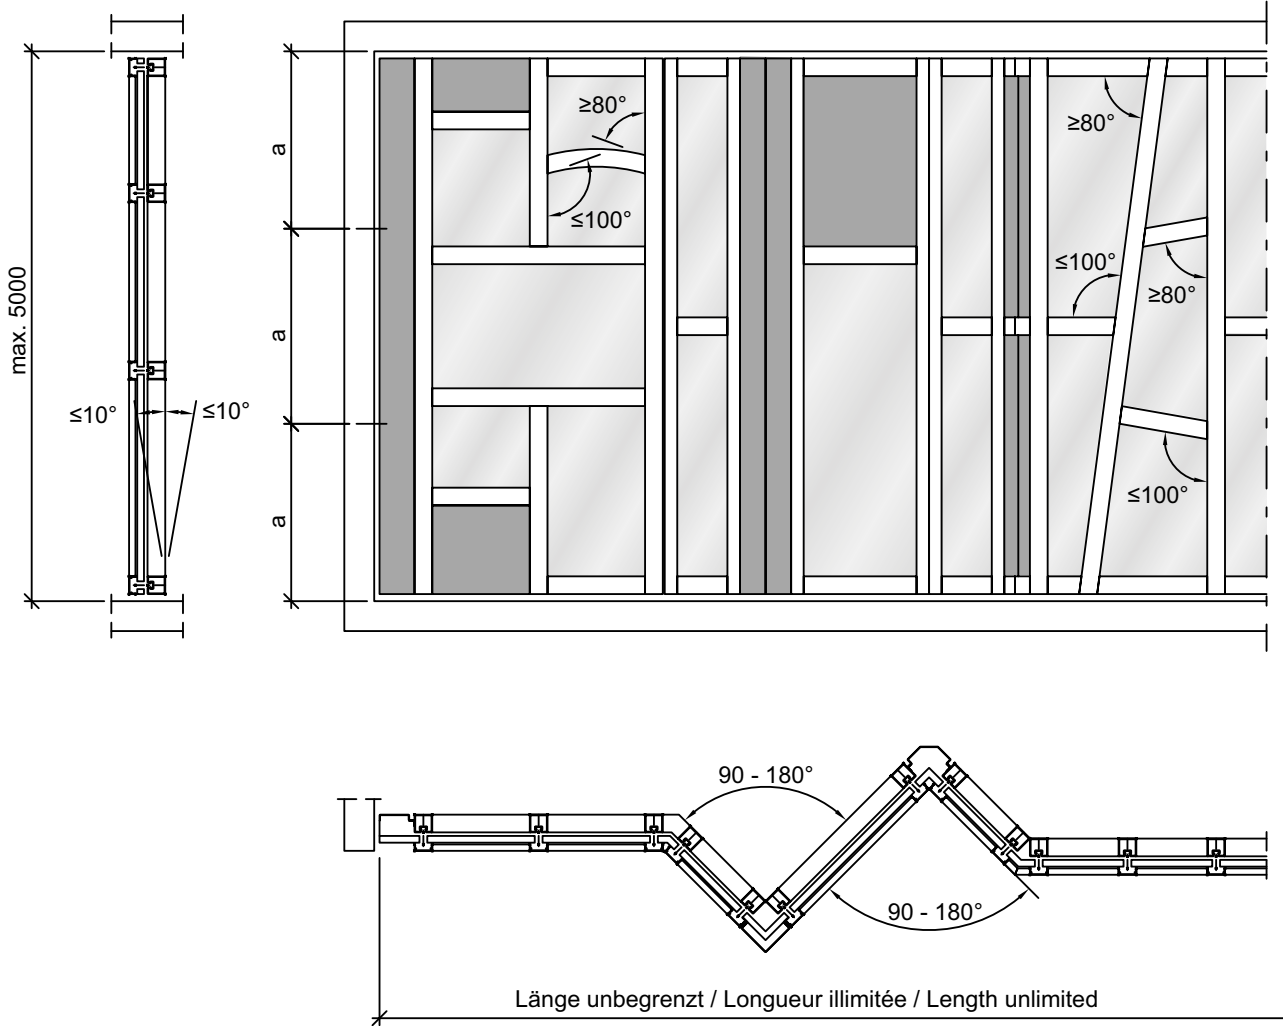 max. 5000
≤10°
≤10°
a
a
a
≥80°
≤100°
≥80°
≤100°
≥80°
≤100°
90 - 180°
90 - 180°
Länge unbegrenzt / Longueur illimitée / Length unlimited